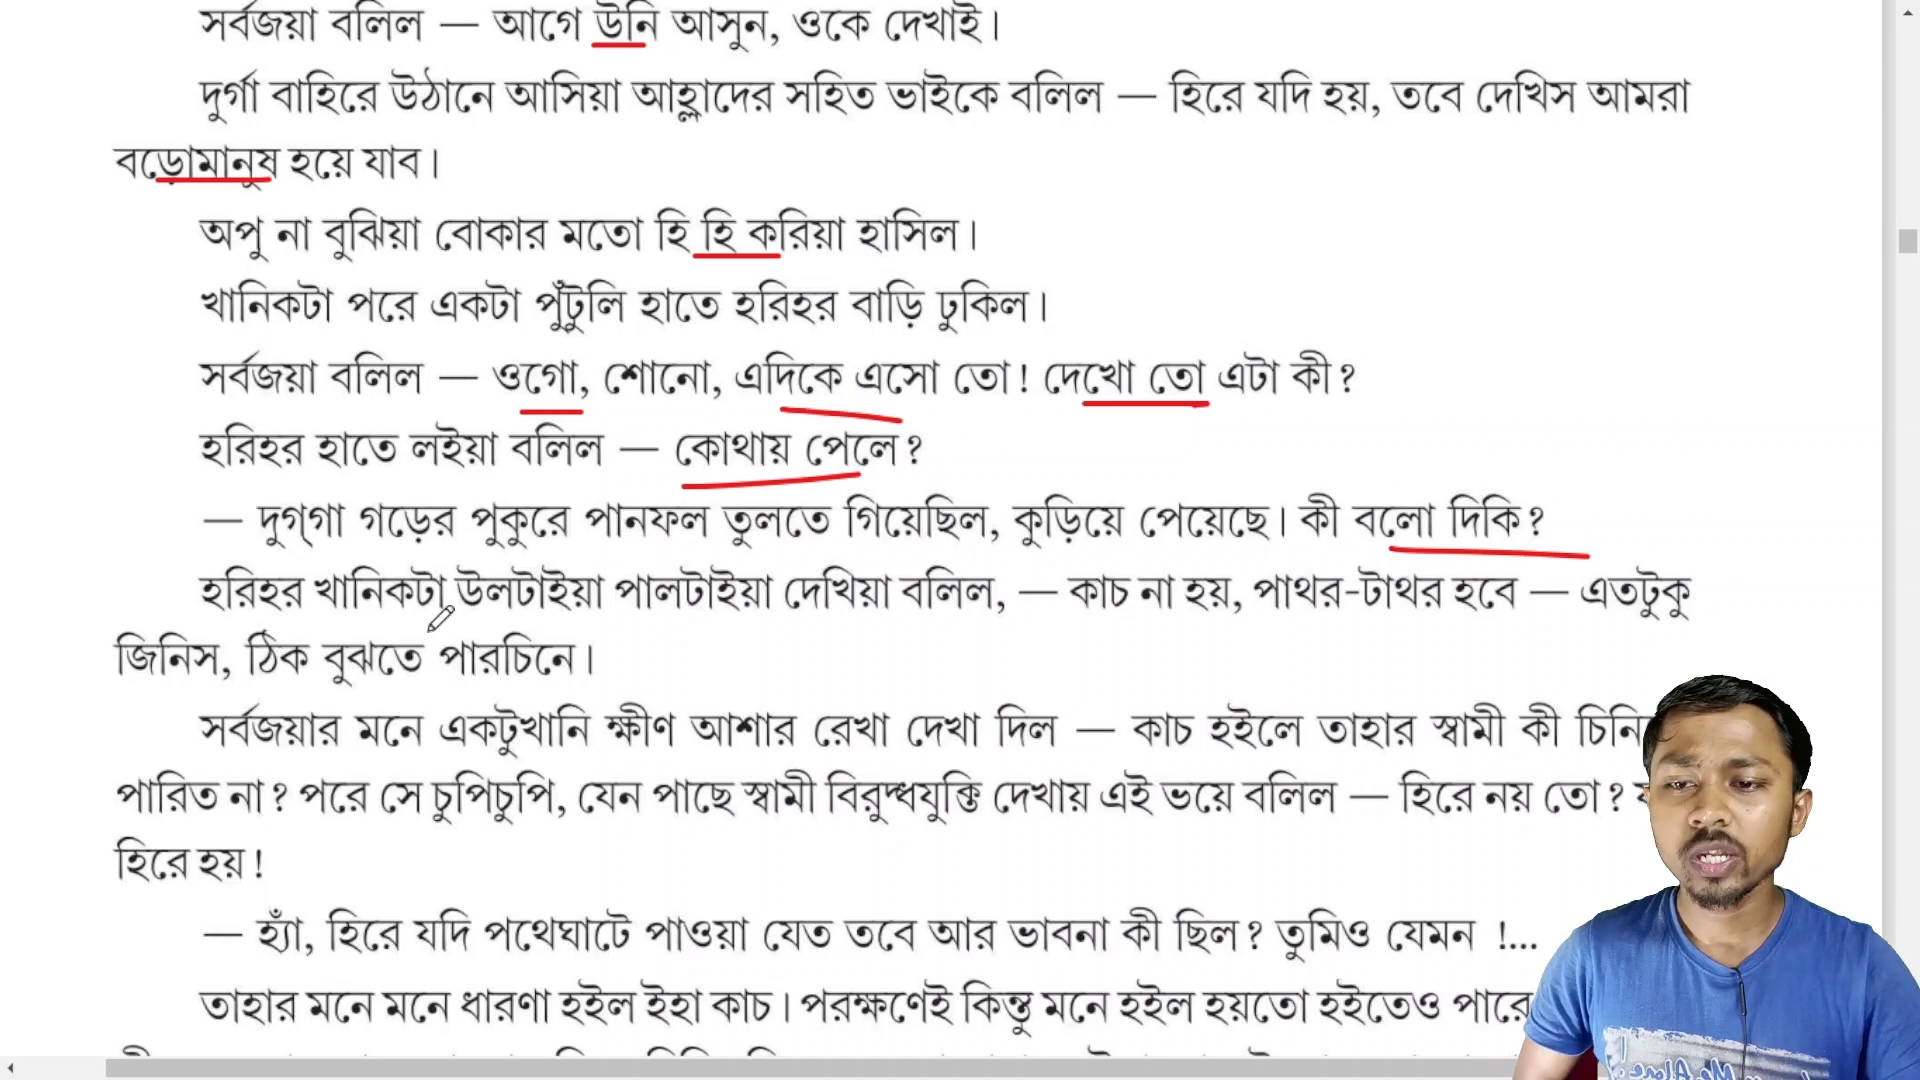 সর্বজয়া বলিল — আগে উনি আসুন, ওকে দেখাই।
দুর্গা বাহিরে উঠানে আসিয়া আহ্লাদের সহিত ভাইকে বলিল — হিরে যদি হয়, তবে দেখিস আমরা
বড়োমানুষ হয়ে যাব।
অপু না বুঝিয়া বোকার মতো হি হি করিয়া হাসিল।
খানিকটা পরে একটা পুঁটুলি হাতে হরিহর বাড়ি ঢুকিল।
সর্বজয়া বলিল — ওগো, শোনো, এদিকে এসো তো! দেখো তো এটা কী?
হরিহর হাতে লইয়া বলিল — কোথায় পেলে?
— দুগ্‌গা গড়ের পুকুরে পানফল তুলতে গিয়েছিল, কুড়িয়ে পেয়েছে। কী বলো দিকি?
হরিহর খানিকটা উলটাইয়া পালটাইয়া দেখিয়া বলিল, — কাচ না হয়, পাথর-টাথর হবে — এতটুকু
জিনিস, ঠিক বুঝতে পারচিনে।
সর্বজয়ার মনে একটুখানি ক্ষীণ আশার রেখা দেখা দিল — কাচ হইলে তাহার স্বামী কী
পারিত না? পরে সে চুপিচুপি, যেন পাছে স্বামী বিরুদ্ধযুক্তি দেখায় এই ভয়ে বলিল — হিরে নয় তো?
হিরে হয়!
— হ্যাঁ, হিরে যদি পথেঘাটে পাওয়া যেত তবে আর ভাবনা কী ছিল? তুমিও যেমন !...
তাহার মনে মনে ধারণা হইল ইহা কাচ। পরক্ষণেই কিন্তু মনে হইল হয়তো হইতেও পারে